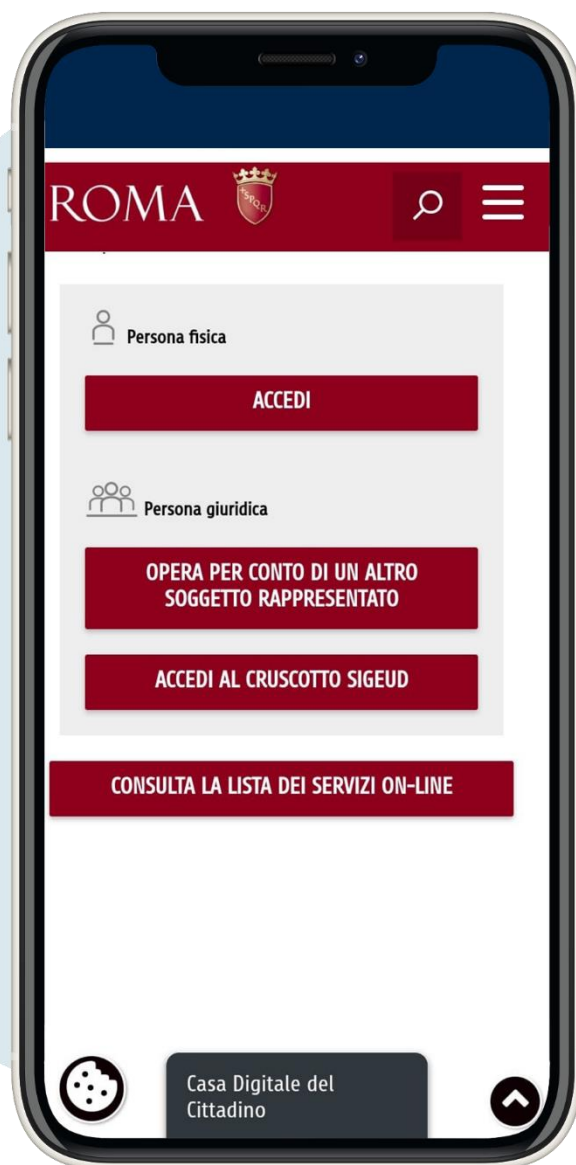 ROMA
SPQR
Persona fisica
ACCEDI
Persona giuridica
OPERA PER CONTO DI UN ALTRO
SOGGETTO RAPPRESENTATO
ACCEDI AL CRUSCOTTO SIGEUD
CONSULTA LA LISTA DEI SERVIZI ON-LINE
Casa Digitale del
Cittadino